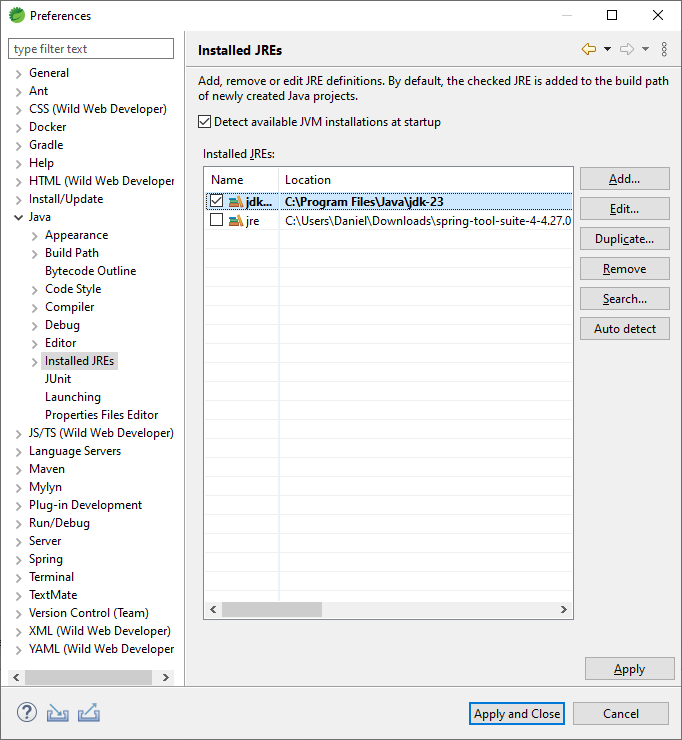 Preferences
type filter text
General
Ant
CSS (Wild Web Developer)
Docker
Gradle
Help
HTML (Wild Web Developer
Install/Update
Java
Appearance
Build Path
Bytecode Outline
Code Style
Compiler
Debug
Editor
Installed JREs
JUnit
Launching
Properties Files Editor
JS/TS (Wild Web Developer)
Language Servers
Maven
Mylyn
Plug-in Development
Run/Debug
Server
Spring
Terminal
TextMate
Version Control (Team)
XML (Wild Web Developer)
YAML (Wild Web Developer
Installed JREs
Add, remove or edit JRE definitions. By default, the checked JRE is added to the build path
of newly created Java projects.
Detect available JVM installations at startup
Installed JREs:
Name Location
jdk... C:\Program Files\Java\jdk-23
jre C:\Users\Daniel\Downloads\spring-tool-suite-4-4.27.0
Add...
Edit...
Duplicate...
Remove
Search...
Auto detect
Apply
? Apply and Close Cancel